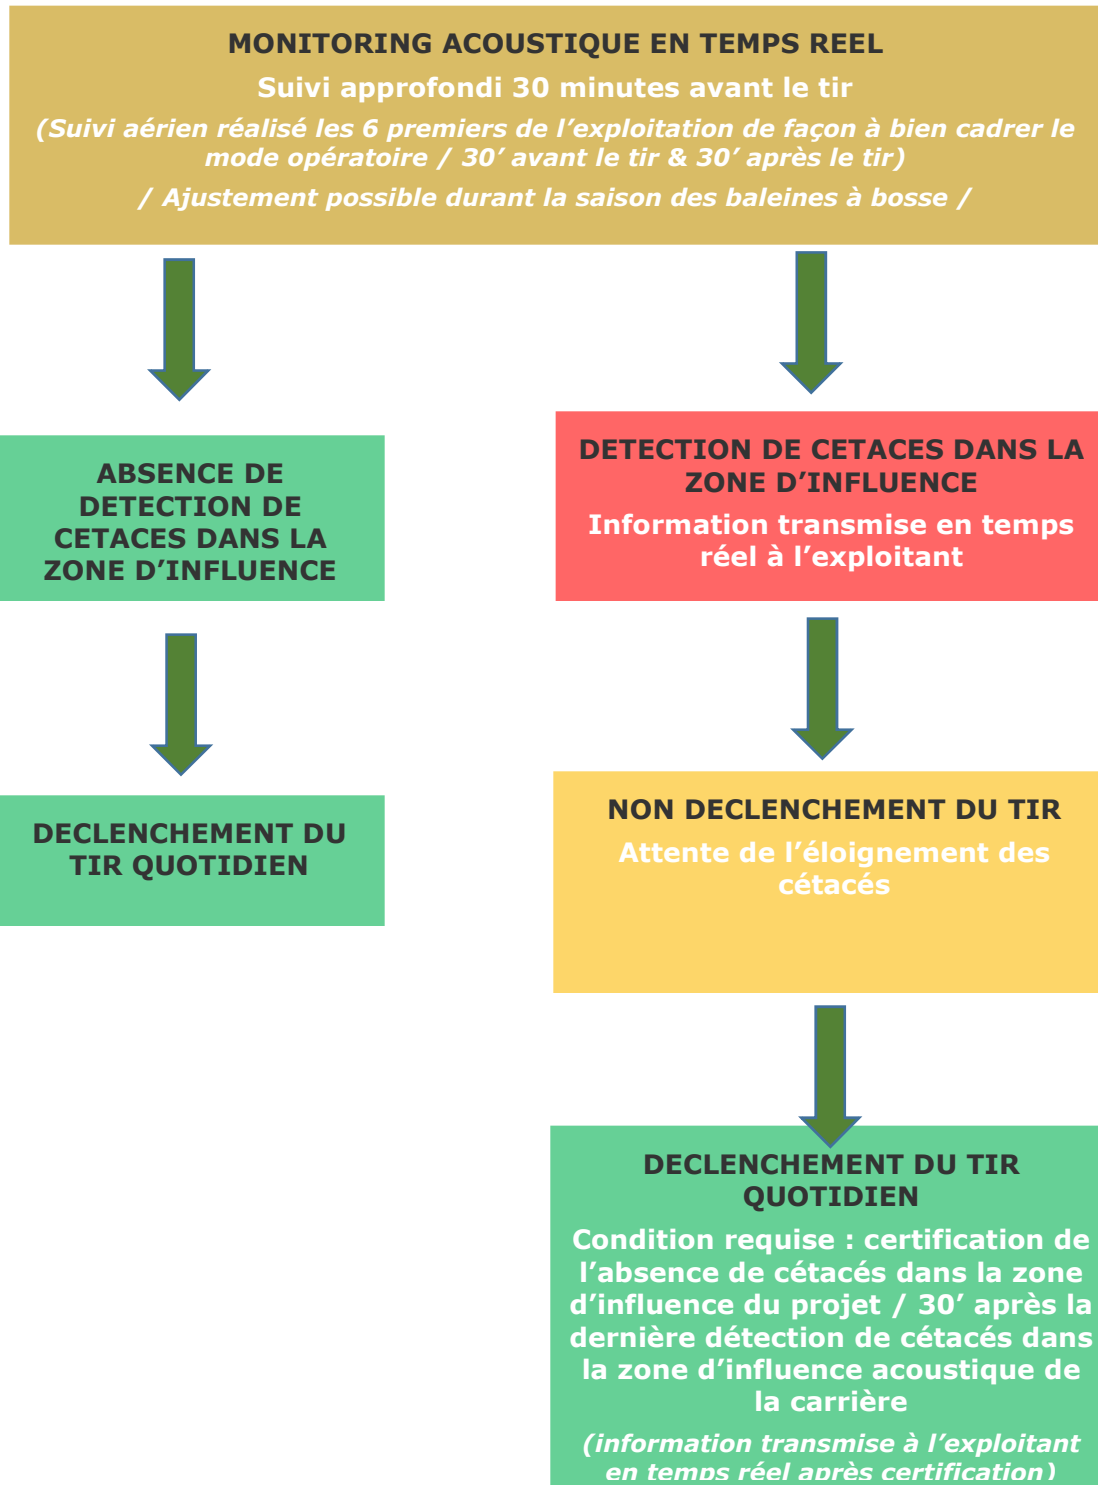 MONITORING ACOUSTIQUE EN TEMPS REEL
Suivi approfondi 30 minutes avant le tir
(Suivi aérien réalisé les 6 premiers de l’exploitation de façon à bien cadrer le
mode opératoire / 30’ avant le tir & 30’ après le tir)
/ Ajustement possible durant la saison des baleines à bosse /
ABSENCE DE
DETECTION DE
CETACES DANS LA
ZONE D’INFLUENCE
DETECTION DE CETACES DANS LA
ZONE D’INFLUENCE
Information transmise en temps
réel à l’exploitant
DECLENCHEMENT DU
TIR QUOTIDIEN
NON DECLENCHEMENT DU TIR
Attente de l’éloignement des
cétacés
DECLENCHEMENT DU TIR
QUOTIDIEN
Condition requise : certification de
l’absence de cétacés dans la zone
d’influence du projet / 30’ après la
dernière détection de cétacés dans
la zone d’influence acoustique de
la carrière
(information transmise à l’exploitant
en temps réel après certification)